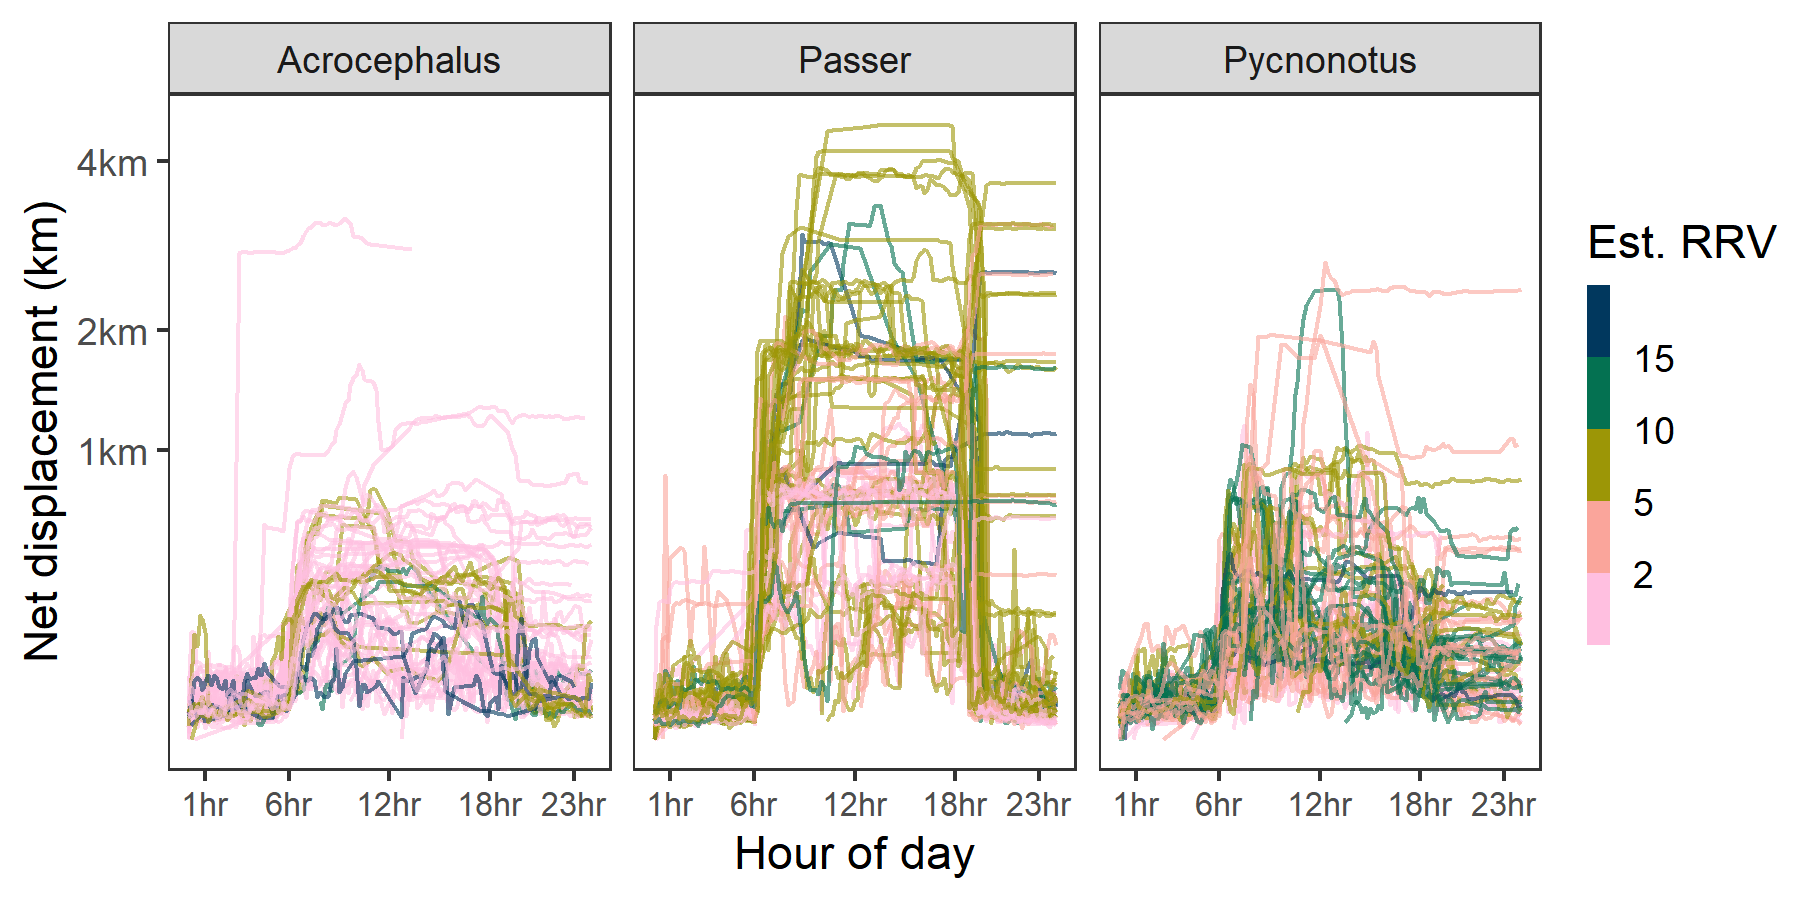 Acrocephalus
Passer
Pycnonotus
Net displacement (km)
4km
2km
1km
1hr 6hr 12hr 18hr 23hr
1hr 6hr 12hr 18hr 23hr
1hr 6hr 12hr 18hr 23hr
Hour of day
Est. RRV
15
10
5
2